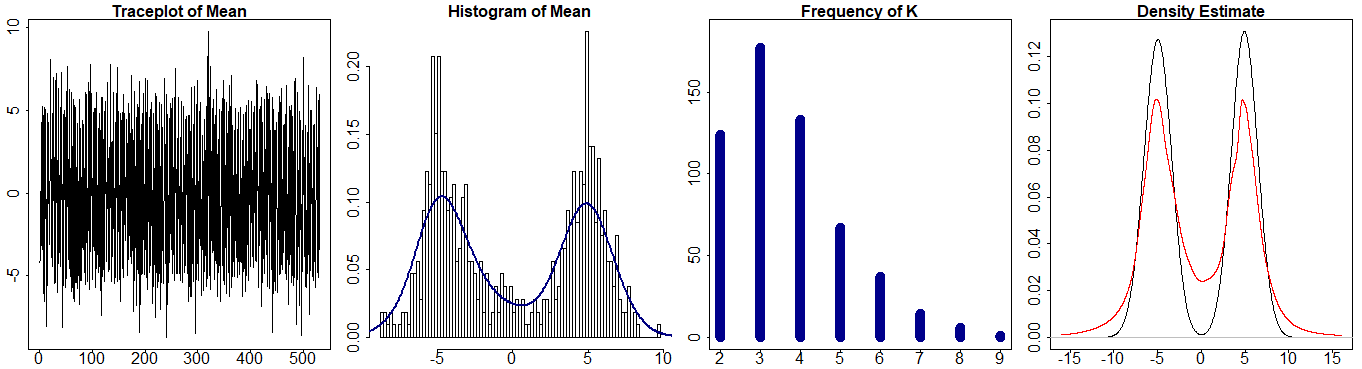 Traceplot of Mean
10
5
0
-5
0 100 200 300 400 500
Histogram of Mean
0.20
0.15
0.10
0.05
0.00
-5 0 5 10
Frequency of K
150
100
50
0
2 3 4 5 6 7 8 9
Density Estimate
0.12
0.10
0.08
0.06
0.04
0.02
0.00
-15 -10 -5 0 5 10 15